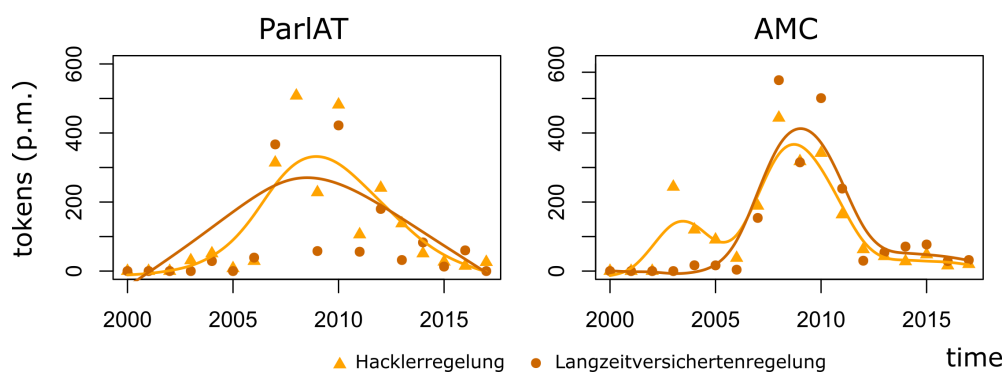 ParlAT AMC
tokens (p.m.)
600 600
400 400
200 200
0 0
2000 2005 2010 2015 2000 2005 2010 2015
time
Hacklerregelung Langzeitversichertenregelung